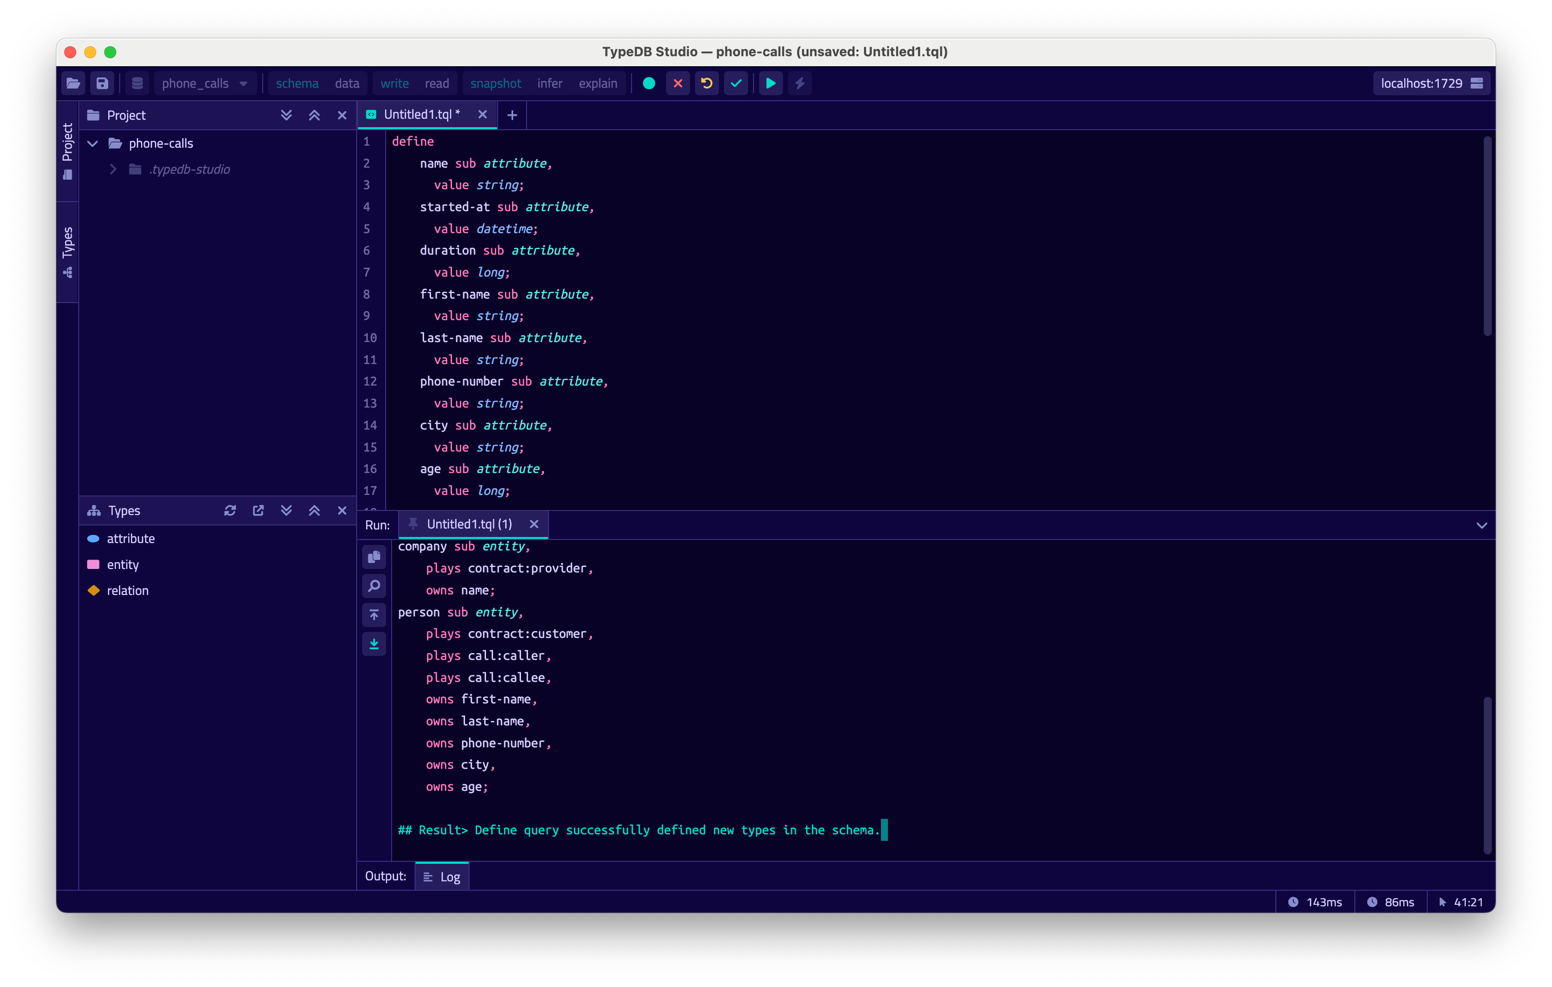 TypeDB Studio — phone-calls (unsaved: Untitled1.tql)
phone_calls schema data write read snapshot infer explain localhost:1729
Project
Types
Project
phone-calls
.typedb-studio
Types
attribute
entity
relation
Untitled1.tql * +
1 define
2 name sub attribute,
3 value string;
4 started-at sub attribute,
5 value datetime;
6 duration sub attribute,
7 value long;
8 first-name sub attribute,
9 value string;
10 last-name sub attribute,
11 value string;
12 phone-number sub attribute,
13 value string;
14 city sub attribute,
15 value string;
16 age sub attribute,
17 value long;
Run: Untitled1.tql (1)
company sub entity,
plays contract:provider,
owns name;
person sub entity,
plays contract:customer,
plays call:caller,
plays call:callee,
owns first-name,
owns last-name,
owns phone-number,
owns city,
owns age;
## Result> Define query successfully defined new types in the schema.
Output: Log
143ms 86ms 41:21